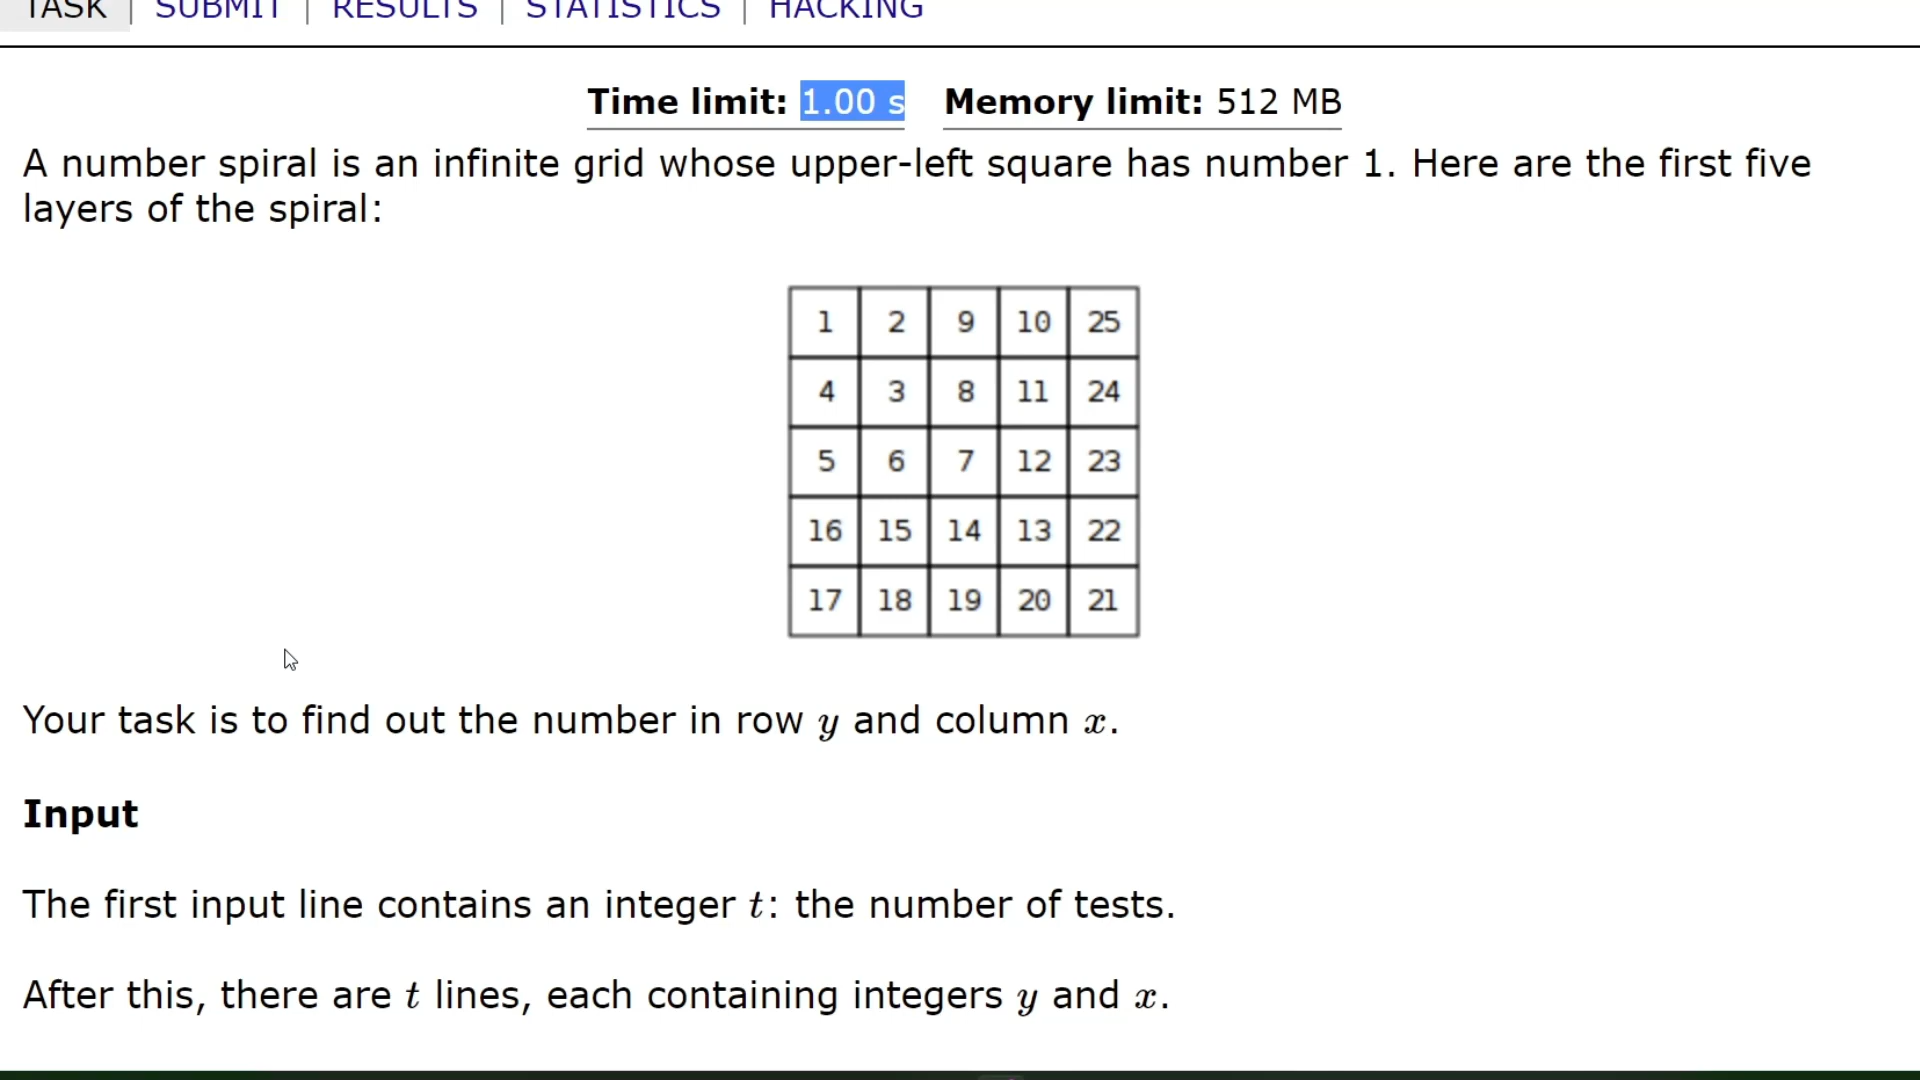 TASK | SUBMIT | RESULTS | STATISTICS | HACKING
Time limit: 1.00 s Memory limit: 512 MB
A number spiral is an infinite grid whose upper-left square has number 1. Here are the first five
layers of the spiral:
1 2 9 10 25
4 3 8 11 24
5 6 7 12 23
16 15 14 13 22
17 18 19 20 21
Your task is to find out the number in row y and column x.
Input
The first input line contains an integer t: the number of tests.
After this, there are t lines, each containing integers y and x.